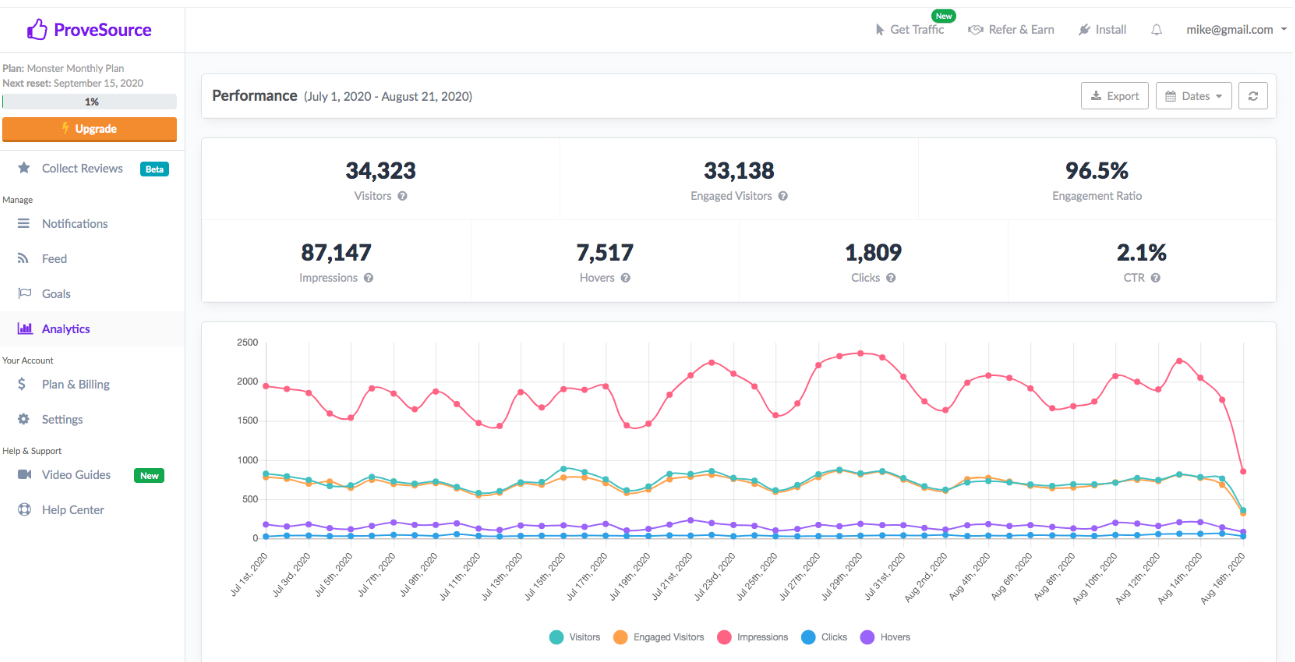 ProveSource
New
Get Traffic
Refer & Earn
Install
mike@gmail.com
Plan: Monster Monthly Plan
Next reset: September 15, 2020
1%
Upgrade
Collect Reviews Beta
Manage
Notifications
Feed
Goals
Analytics
Your Account
Plan & Billing
Settings
Help & Support
Video Guides New
Help Center
Performance (July 1, 2020 - August 21, 2020)
Export
Dates
34,323
Visitors
33,138
Engaged Visitors
96.5%
Engagement Ratio
87,147
Impressions
7,517
Hovers
1,809
Clicks
2.1%
CTR
2500
2000
1500
1000
500
0
Jul 1st, 2020
Jul 3rd, 2020
Jul 5th, 2020
Jul 7th, 2020
Jul 9th, 2020
Jul 11th, 2020
Jul 13th, 2020
Jul 15th, 2020
Jul 17th, 2020
Jul 19th, 2020
Jul 21st, 2020
Jul 23rd, 2020
Jul 25th, 2020
Jul 27th, 2020
Jul 29th, 2020
Jul 31st, 2020
Aug 2nd, 2020
Aug 4th, 2020
Aug 6th, 2020
Aug 8th, 2020
Aug 10th, 2020
Aug 12th, 2020
Aug 14th, 2020
Aug 16th, 2020
Visitors
Engaged Visitors
Impressions
Clicks
Hovers